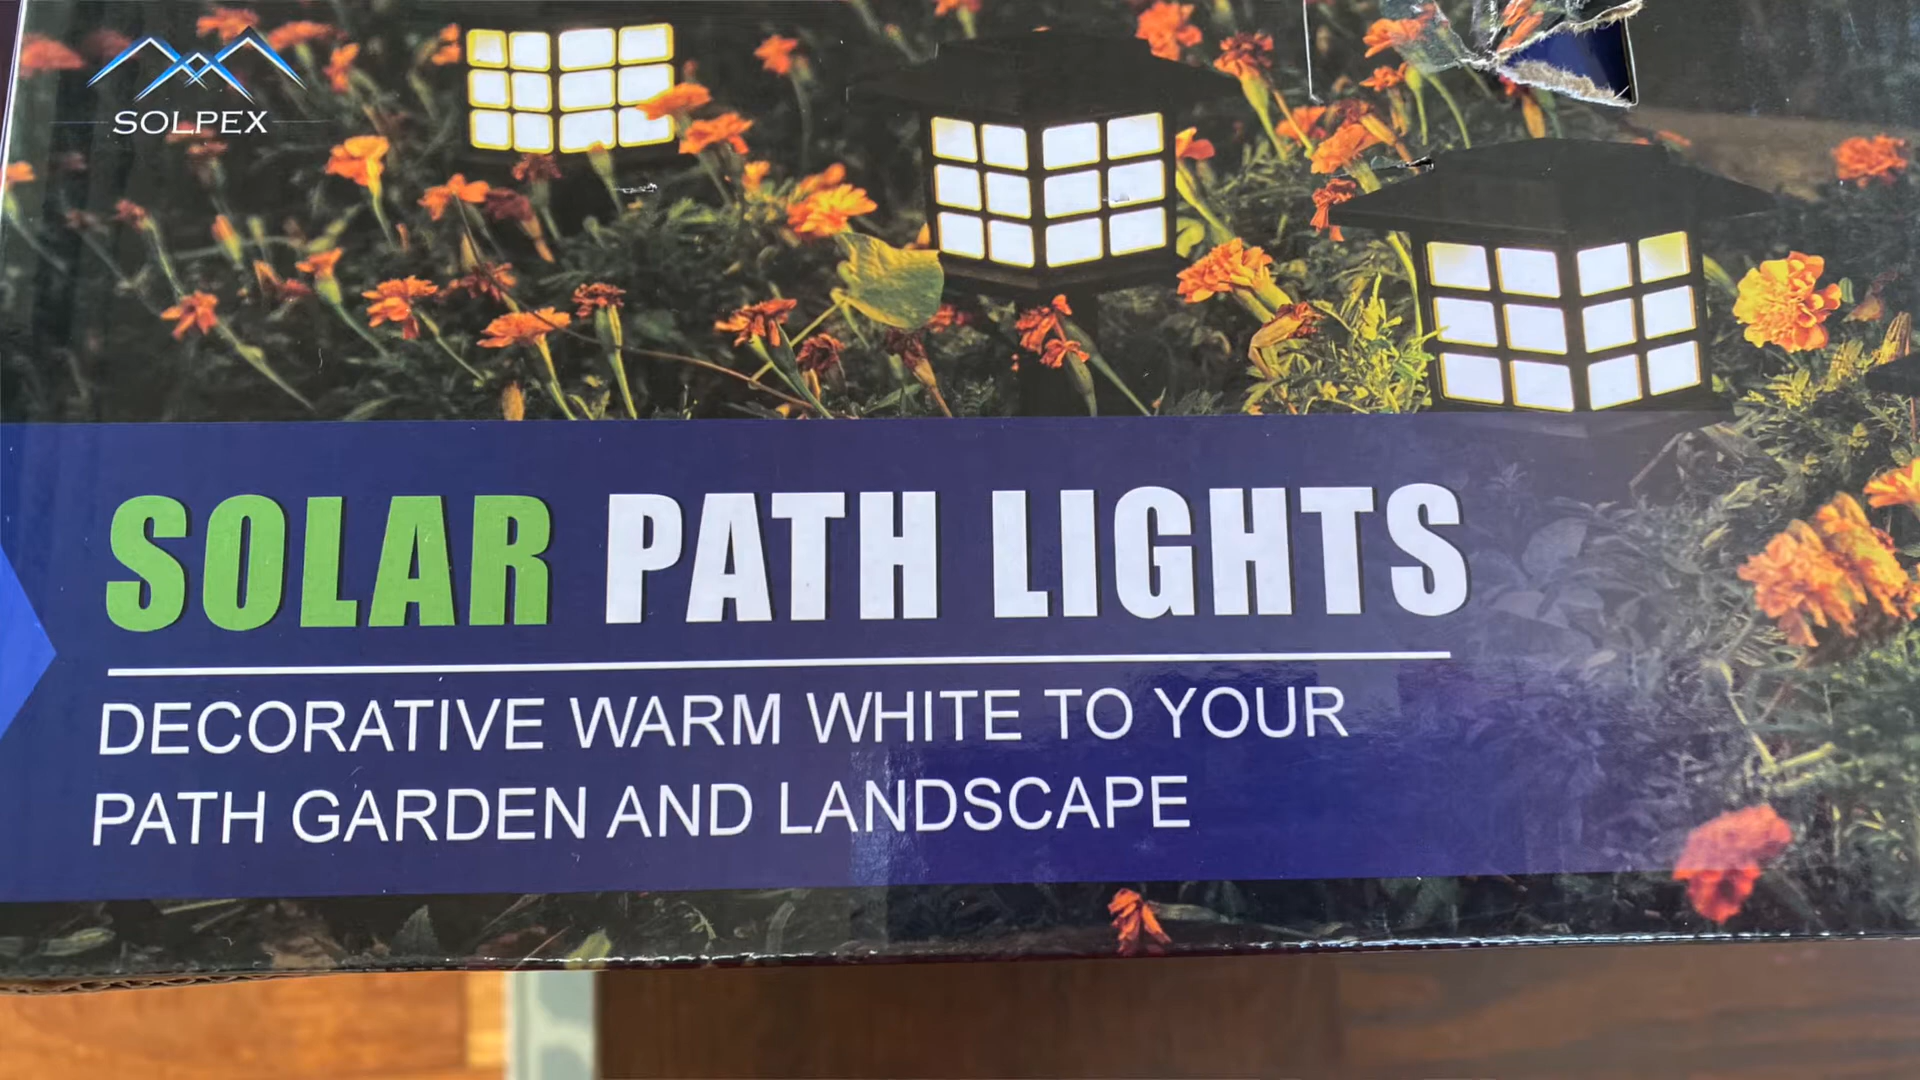 SOLPEX
SOLAR PATH LIGHTS
DECORATIVE WARM WHITE TO YOUR
PATH GARDEN AND LANDSCAPE